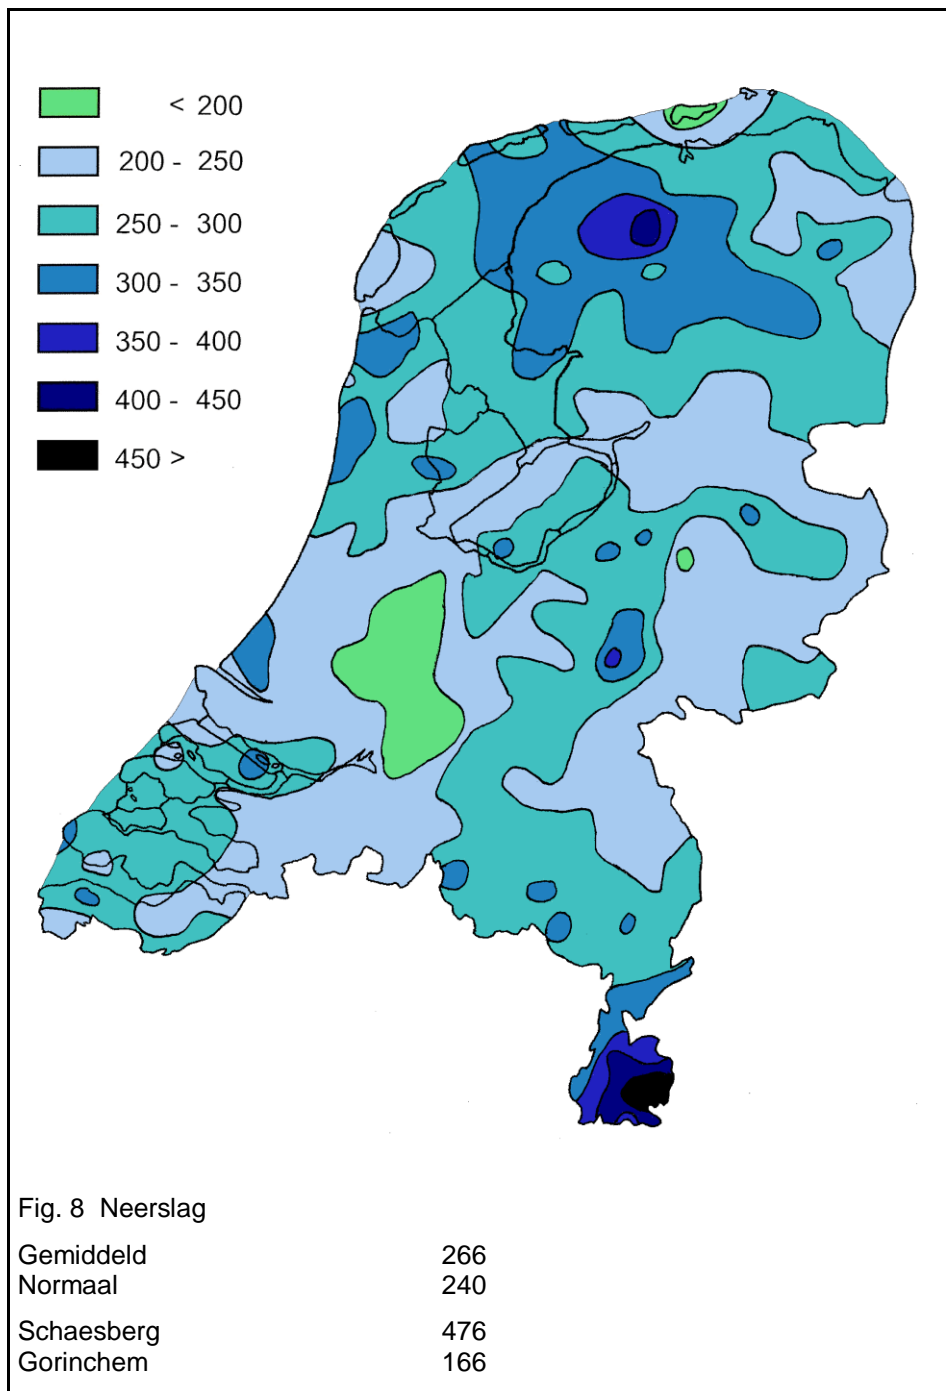 < 200
200 - 250
250 - 300
300 - 350
350 - 400
400 - 450
450 >
Fig. 8 Neerslag
Gemiddeld 266
Normaal 240
Schaesberg 476
Gorinchem 166